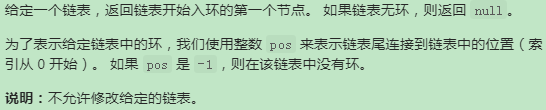 给定一个链表，返回链表开始入环的第一个节点。 如果链表无环，则返回 null。
为了表示给定链表中的环，我们使用整数 pos 来表示链表尾连接到链表中的位置（索
引从 0 开始）。 如果 pos 是 -1，则在该链表中没有环。
说明：不允许修改给定的链表。